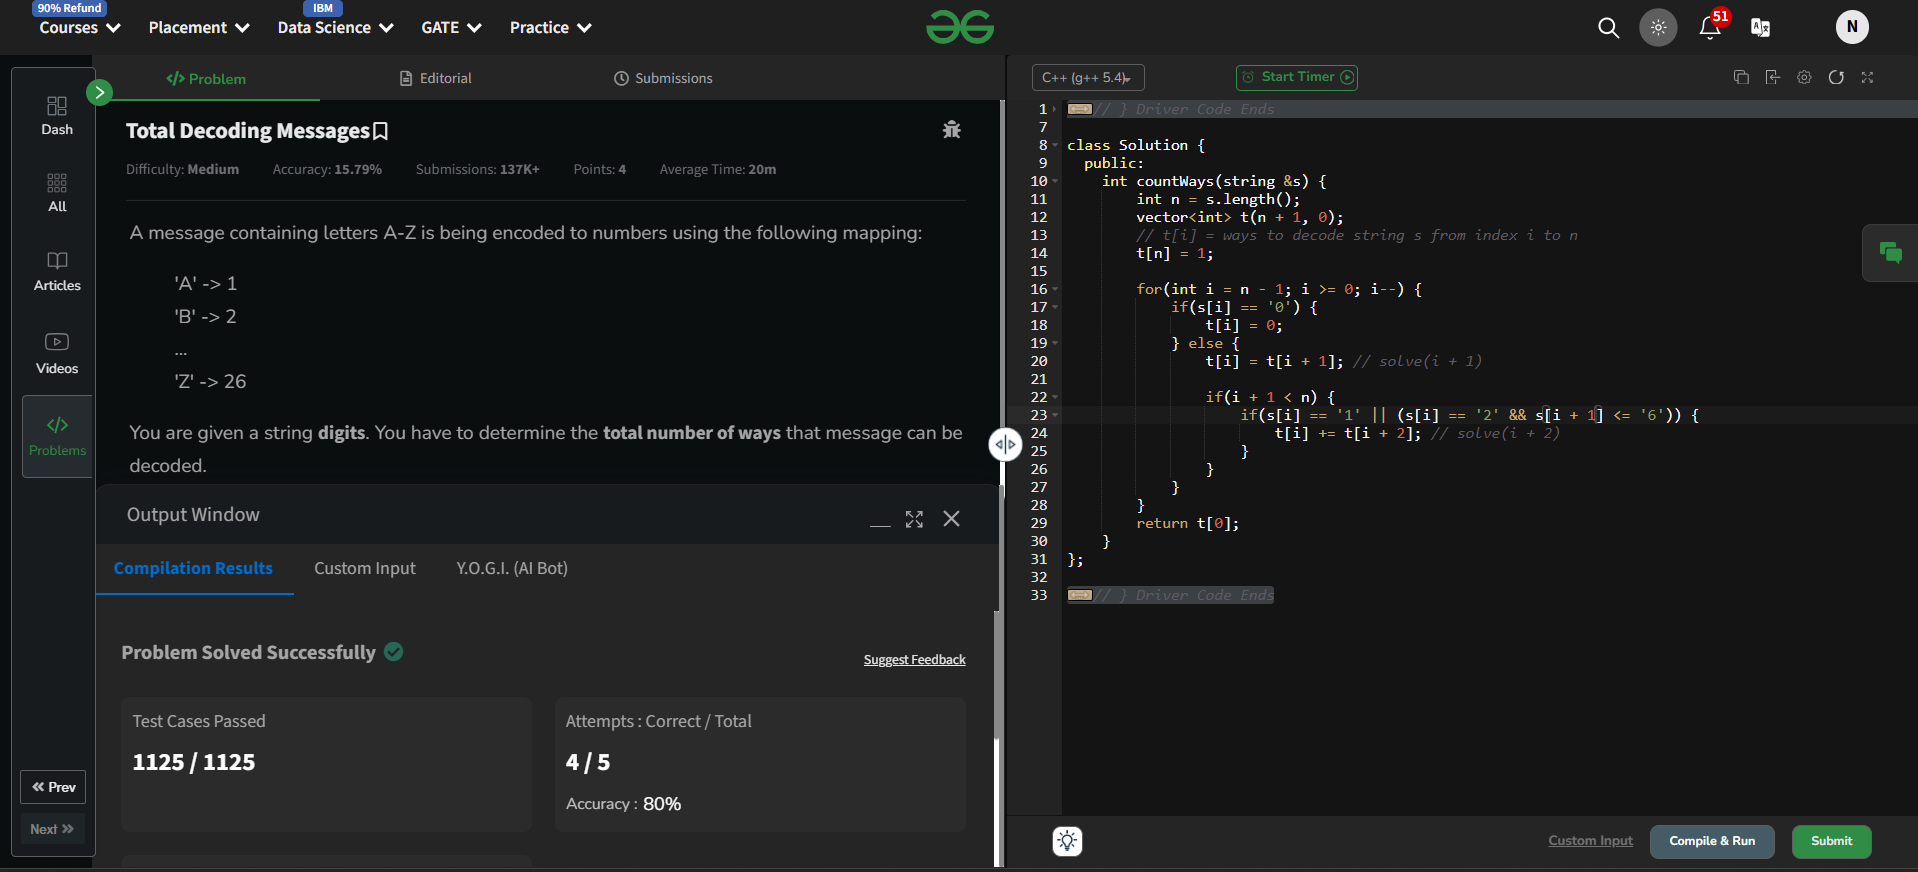 90% Refund
IBM
Courses
Placement
Data Science
GATE
Practice
51
N
Dash
All
Articles
Videos
</>
Problems
Prev
Next
</> Problem
Editorial
Submissions
Total Decoding Messages
Difficulty: Medium
Accuracy: 15.79%
Submissions: 137K+
Points: 4
Average Time: 20m
A message containing letters A-Z is being encoded to numbers using the following mapping:
'A' -> 1
'B' -> 2
...
'Z' -> 26
You are given a string digits. You have to determine the total number of ways that message can be
decoded.
Output Window
Compilation Results
Custom Input
Y.O.G.I. (AI Bot)
Problem Solved Successfully
Suggest Feedback
Test Cases Passed
1125 / 1125
Attempts : Correct / Total
4 / 5
Accuracy : 80%
C++ (g++ 5.4)
Start Timer
1 // } Driver Code Ends
7
8 class Solution {
9 public:
10 int countWays(string &s) {
11 int n = s.length();
12 vector<int> t(n + 1, 0);
13 // t[i] = ways to decode string s from index i to n
14 t[n] = 1;
15
16 for(int i = n - 1; i >= 0; i--) {
17 if(s[i] == '0') {
18 t[i] = 0;
19 } else {
20 t[i] = t[i + 1]; // solve(i + 1)
21
22 if(i + 1 < n) {
23 if(s[i] == '1' || (s[i] == '2' && s[i + 1] <= '6')) {
24 t[i] += t[i + 2]; // solve(i + 2)
25 }
26 }
27 }
28 }
29 return t[0];
30 }
31 };
32
33 // } Driver Code Ends
Custom Input
Compile & Run
Submit